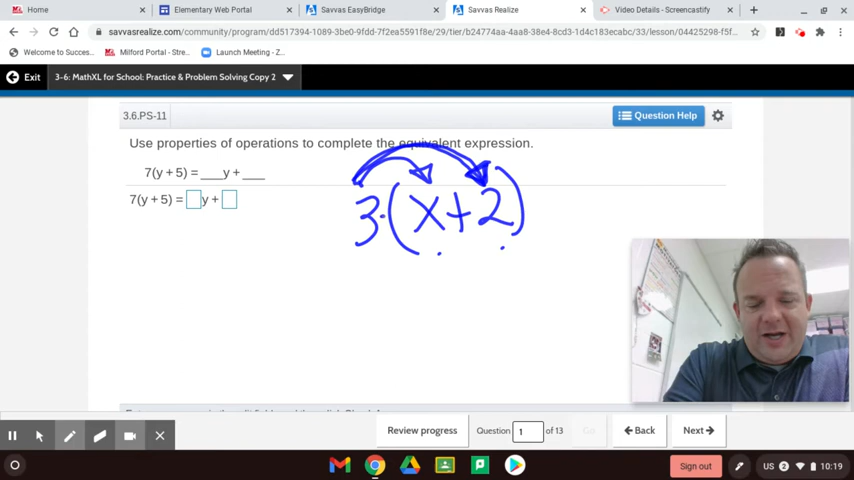 Home
Elementary Web Portal
Savvas EasyBridge
Savvas Realize
Video Details - Screencastify
savvasrealize.com/community/program/dd517394-1089-3be0-9fdd-7f2ea5591f8e/29/tier/b24774aa-aa8-38e4-8cd3-1d4c183ecabc/33/lesson/04425298-f5f...
Welcome to Succes...
Milford Portal - Stre...
Launch Meeting - Z...
Exit
3-6: MathXL for School: Practice & Problem Solving Copy 2
3.6.PS-11
Question Help
Use properties of operations to complete the equivalent expression.
7(y + 5) = ___y + ___
7(y + 5) = y +
3·(x+2)
Review progress
Question 1 of 13
Go
Back
Next
Sign out
US 2 10:19